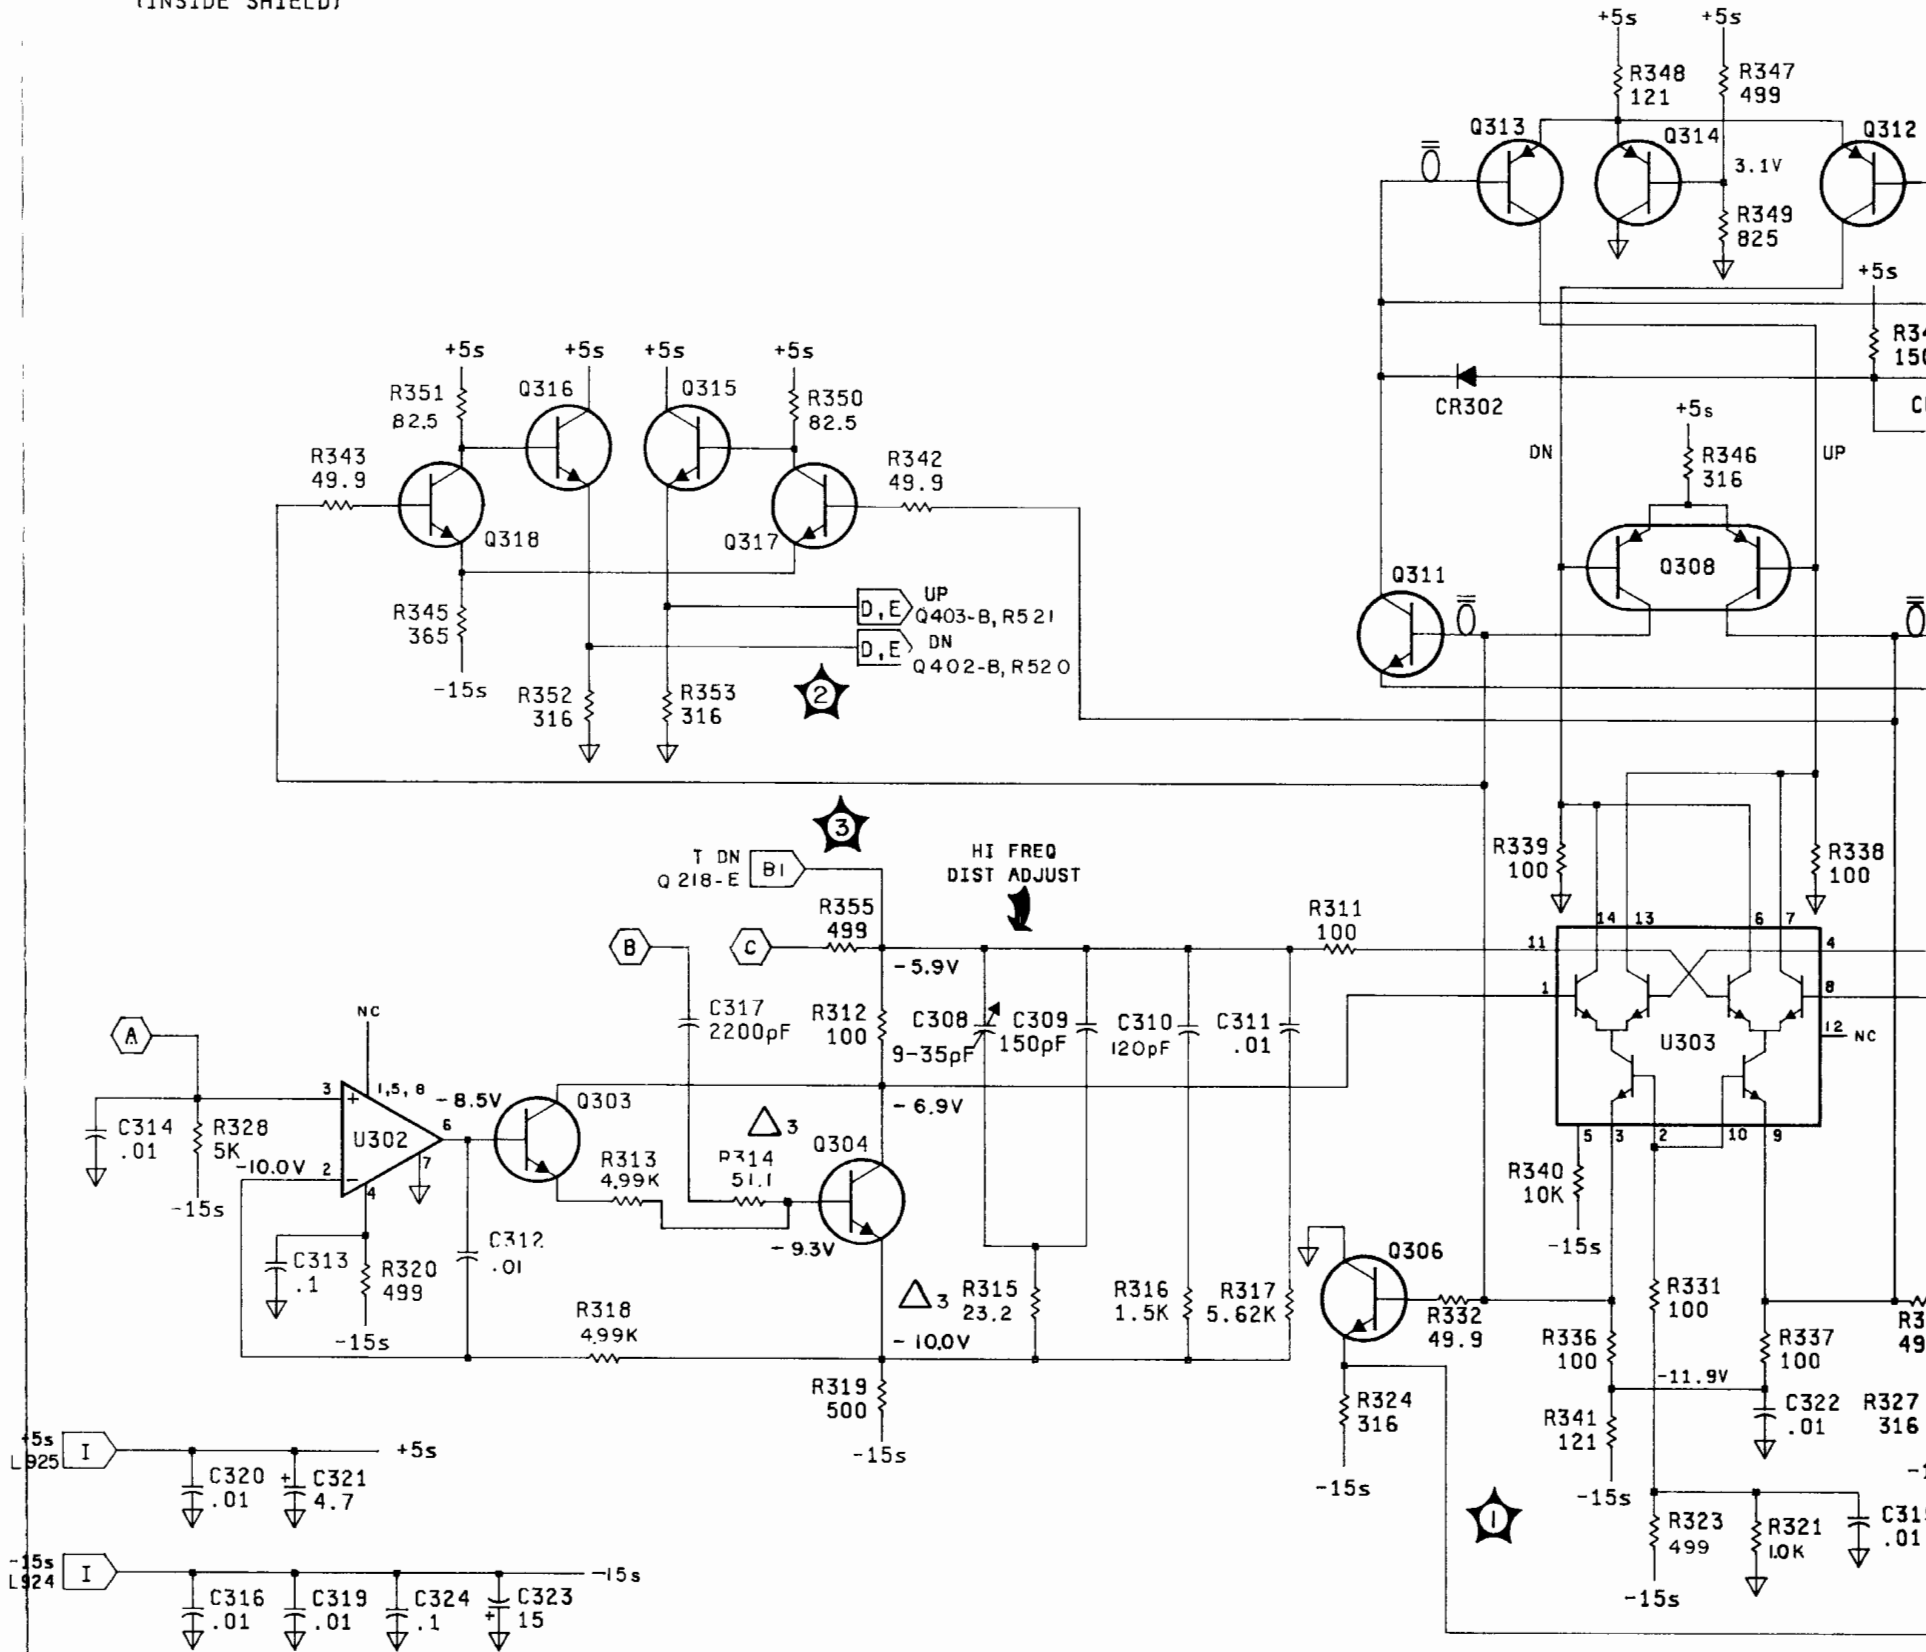 (INSIDE SHIELD)
+5s
+5s
R348
121
R347
499
Q313
Q314
Q312
3.1V
R349
825
+5s
150
CR302
+5s
+5s
+5s
+5s
R351
82.5
Q316
Q315
R350
82.5
R343
49.9
R342
49.9
Q318
Q317
+5s
DN
R346
316
UP
Q308
Q311
R345
365
-15s
D,E
UP
Q403-B, R521
D,E
DN
Q402-B, R520
R352
316
R353
316
2
3
T DN
Q218-E
B1
HI FREQ
DIST ADJUST
R339
100
R338
100
R355
499
R311
100
B
C
-5.9V
14
13
6
7
11
4
1
8
12
NC
U303
5
3
2
10
9
A
NC
C317
2200pF
R312
100
C308
9-35pF
C309
150pF
C310
120pF
C311
.01
3
1,5,8
-8.5V
6
Q303
-6.9V
C314
.01
R328
5K
U302
-10.0V
2
7
4
-15s
3
R314
51.1
Q304
R313
4.99K
-9.3V
R340
10K
-15s
C313
.1
R320
499
-15s
C312
.01
R318
4.99K
3
R315
23.2
R316
1.5K
R317
5.62K
-10.0V
Q306
R332
49.9
R331
100
R336
100
R337
100
-11.9V
R319
500
-15s
R324
316
-15s
R341
121
-15s
C322
.01
R327
316
+5s
L925
I
+5s
C320
.01
+
C321
4.7
1
R323
499
-15s
R321
1.0K
.01
-15s
L924
I
-15s
C316
.01
C319
.01
C324
.1
+
C323
15